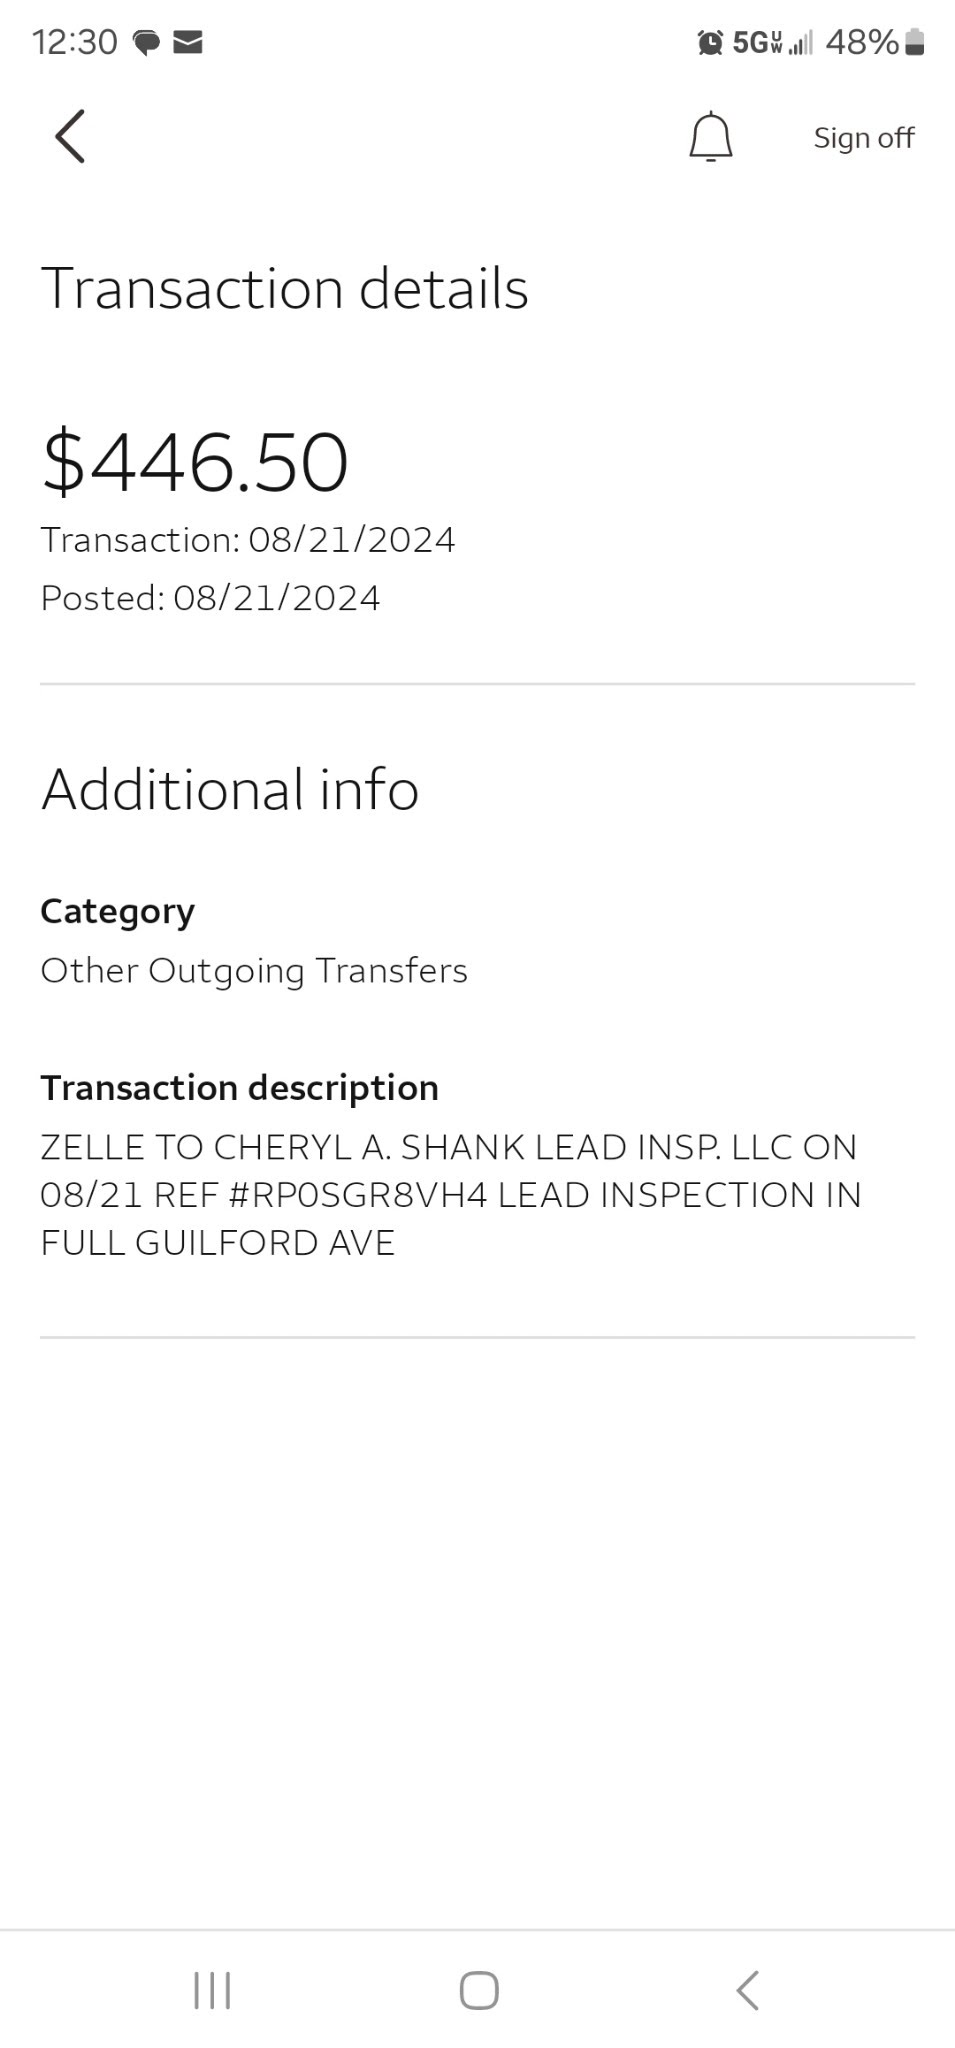 12:30
5G UW 48%
Sign off
Transaction details
$446.50
Transaction: 08/21/2024
Posted: 08/21/2024
Additional info
Category
Other Outgoing Transfers
Transaction description
ZELLE TO CHERYL A. SHANK LEAD INSP. LLC ON
08/21 REF #RP0SGR8VH4 LEAD INSPECTION IN
FULL GUILFORD AVE